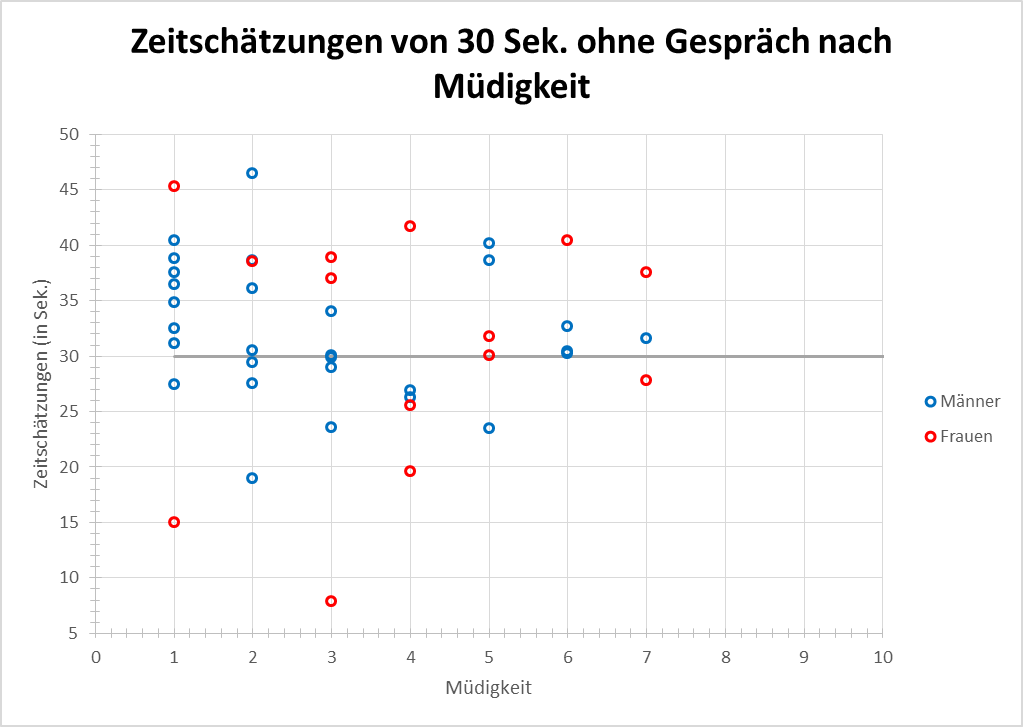 Zeitschätzungen von 30 Sek. ohne Gespräch nach
Müdigkeit
Zeitschätzungen (in Sek.)
50
45
40
35
30
25
20
15
10
5
0 1 2 3 4 5 6 7 8 9 10
Müdigkeit
Männer
Frauen